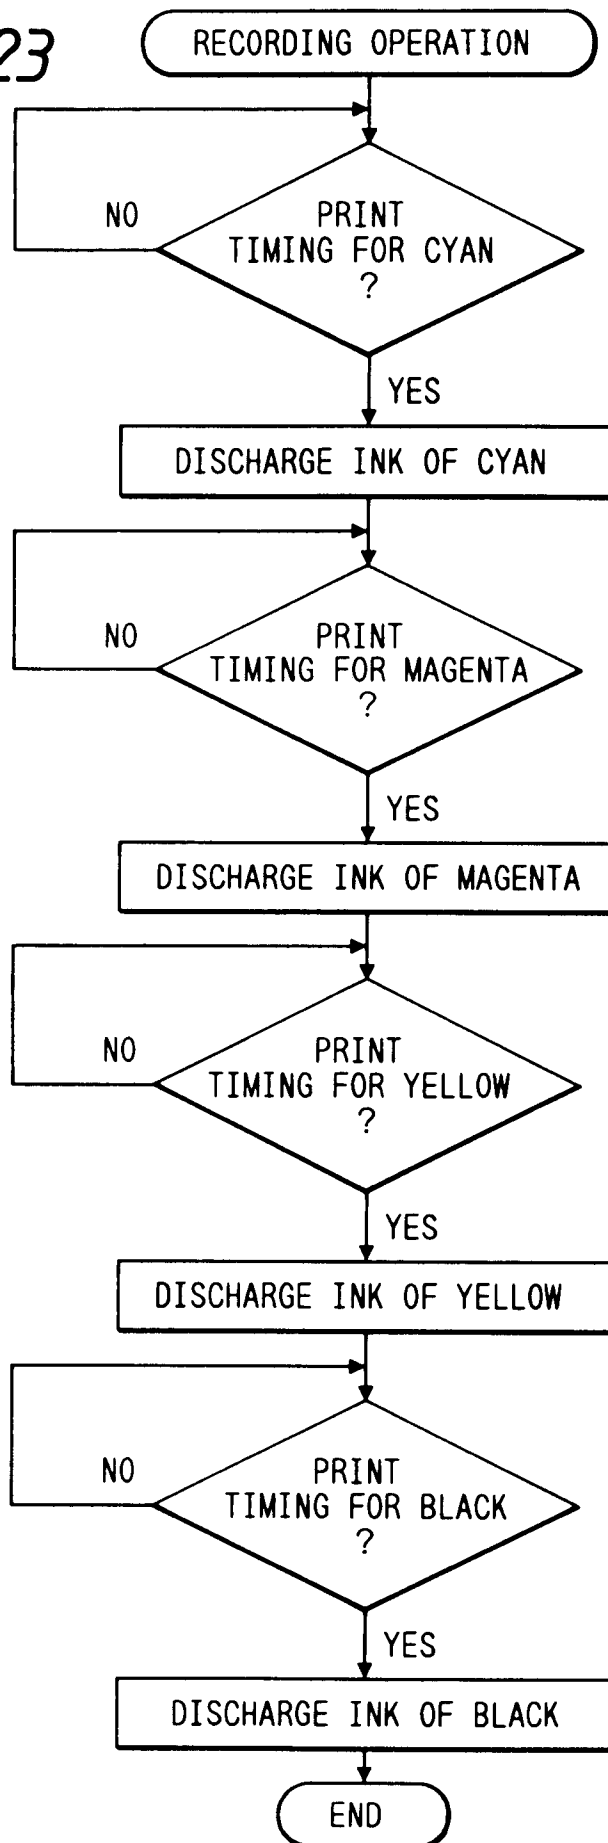 23
RECORDING OPERATION
NO
PRINT
TIMING FOR CYAN
?
YES
DISCHARGE INK OF CYAN
NO
PRINT
TIMING FOR MAGENTA
?
YES
DISCHARGE INK OF MAGENTA
NO
PRINT
TIMING FOR YELLOW
?
YES
DISCHARGE INK OF YELLOW
NO
PRINT
TIMING FOR BLACK
?
YES
DISCHARGE INK OF BLACK
END